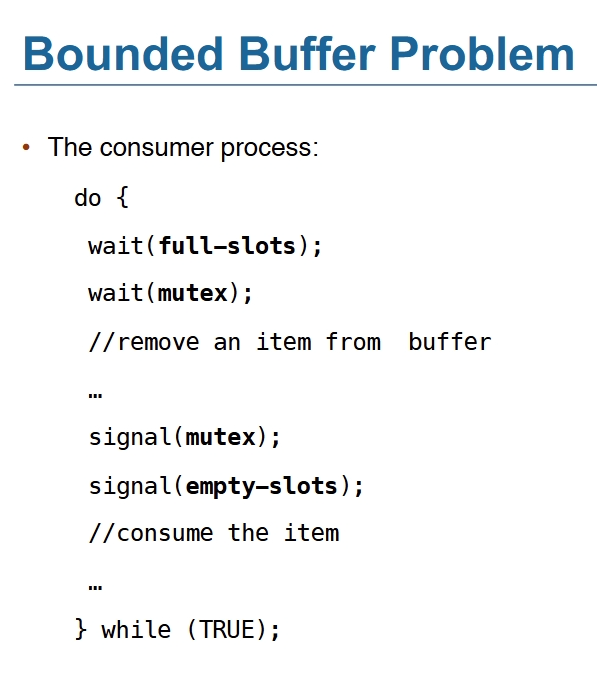 Bounded Buffer Problem
• The consumer process:
do {
wait(full–slots);
wait(mutex);
//remove an item from  buffer
…
signal(mutex);
signal(empty–slots);
//consume the item
…
} while (TRUE);